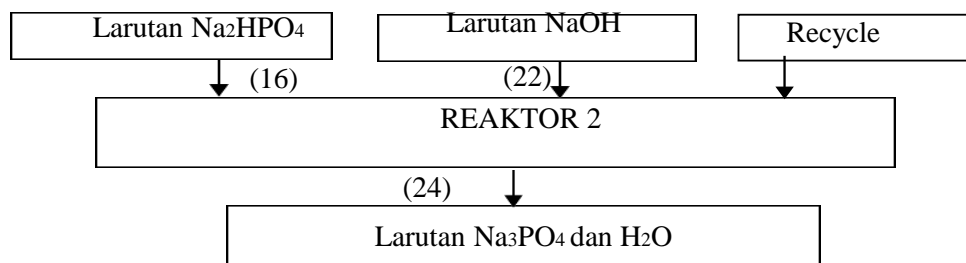 Larutan Na2HPO4
Larutan NaOH
Recycle
(16)
(22)
REAKTOR 2
(24)
Larutan Na3PO4 dan H2O